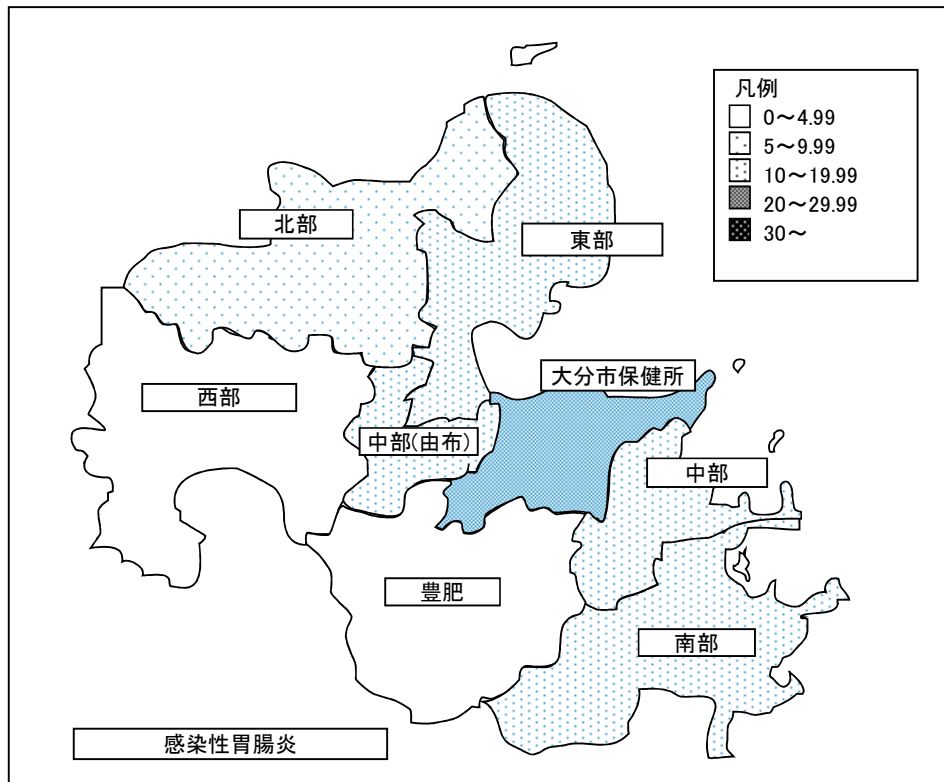 凡例
0～4.99
5～9.99
10～19.99
20～29.99
30～
北部
東部
大分市保健所
西部
中部(由布)
中部
豊肥
南部
感染性胃腸炎